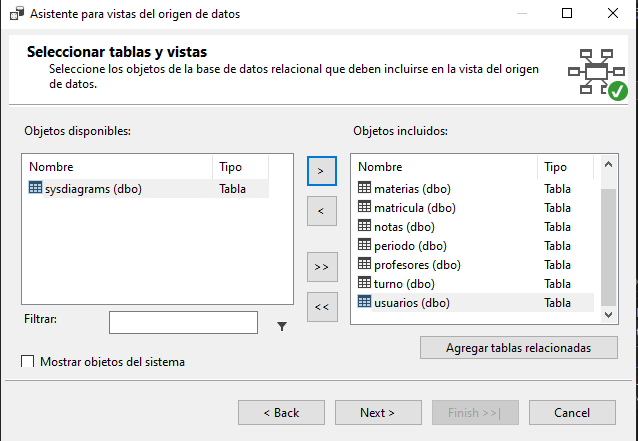 Asistente para vistas del origen de datos
Seleccionar tablas y vistas
Seleccione los objetos de la base de datos relacional que deben incluirse en la vista del origen
de datos.
Objetos disponibles:
Nombre Tipo
sysdiagrams (dbo) Tabla
Filtrar:
Mostrar objetos del sistema
>
<
>>
<<
Objetos incluidos:
Nombre Tipo
materias (dbo) Tabla
matricula (dbo) Tabla
notas (dbo) Tabla
periodo (dbo) Tabla
profesores (dbo) Tabla
turno (dbo) Tabla
usuarios (dbo) Tabla
Agregar tablas relacionadas
< Back
Next >
Finish >>|
Cancel